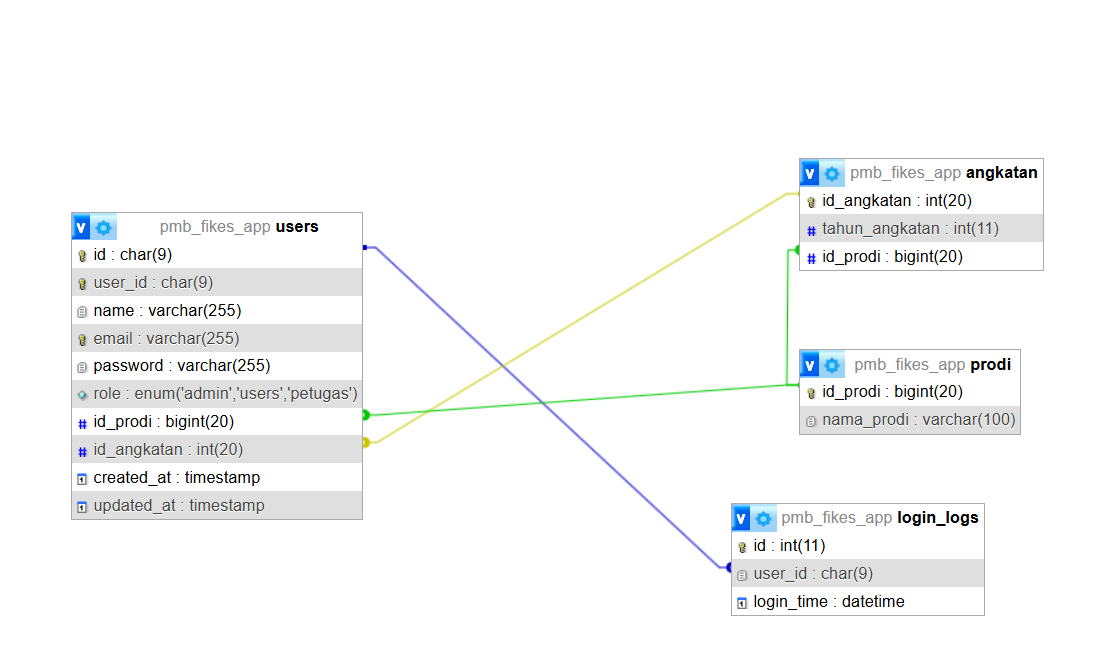 pmb_fikes_app users
id : char(9)
user_id : char(9)
name : varchar(255)
email : varchar(255)
password : varchar(255)
role : enum('admin','users','petugas')
id_prodi : bigint(20)
id_angkatan : int(20)
created_at : timestamp
updated_at : timestamp
pmb_fikes_app angkatan
id_angkatan : int(20)
tahun_angkatan : int(11)
id_prodi : bigint(20)
pmb_fikes_app prodi
id_prodi : bigint(20)
nama_prodi : varchar(100)
pmb_fikes_app login_logs
id : int(11)
user_id : char(9)
login_time : datetime